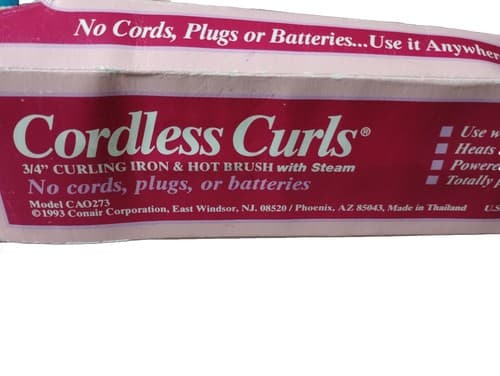 No Cords, Plugs or Batteries...Use it Anywher
Cordless Curls®
3/4" CURLING IRON & HOT BRUSH with Steam
No cords, plugs, or batteries
Model CAO273
©1993 Conair Corporation, East Windsor, NJ. 08520 / Phoenix, AZ 85043, Made in Thailand U.S
Use w
Heats
Powere
Totally